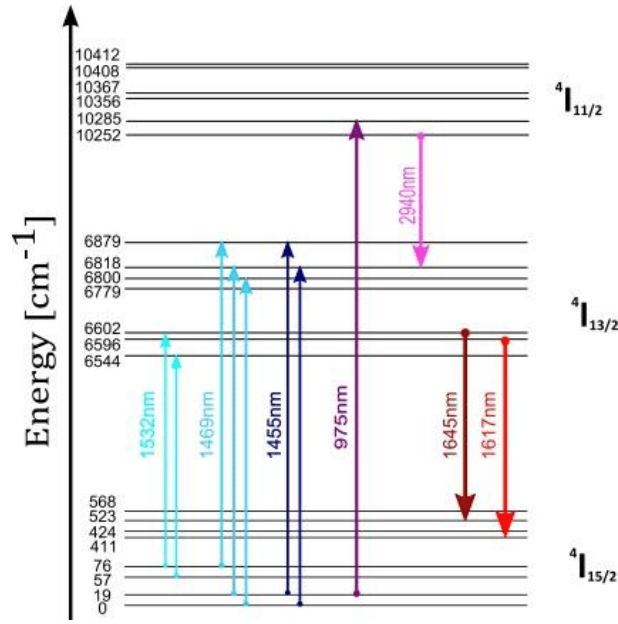 Energy [cm-1]
10412
10408
10367
10356
10285
10252
6879
6818
6800
6779
6602
6596
6544
568
523
424
411
76
57
19
0
1532nm
1469nm
1455nm
975nm
2940nm
1645nm
1617nm
4I11/2
4I13/2
4I15/2